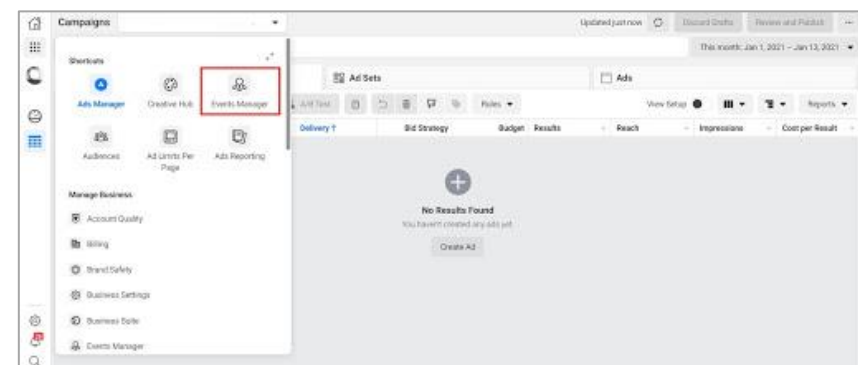 Campaigns
Updated just now
Discard Drafts
Review and Publish
This month: Jan 1, 2021 – Jan 13, 2021
Shortcuts
Ads Manager
Creative Hub
Events Manager
Audiences
Ad Limits Per
Page
Ads Reporting
Manage Business
Account Quality
Billing
Brand Safety
Business Settings
Business Suite
Events Manager
Ad Sets
Ads
A/B Test
Rules
View Setup
Reports
Delivery ↑
Bid Strategy
Budget
Results
Reach
Impressions
Cost per Result
No Results Found
You haven't created any ads yet
Create Ad